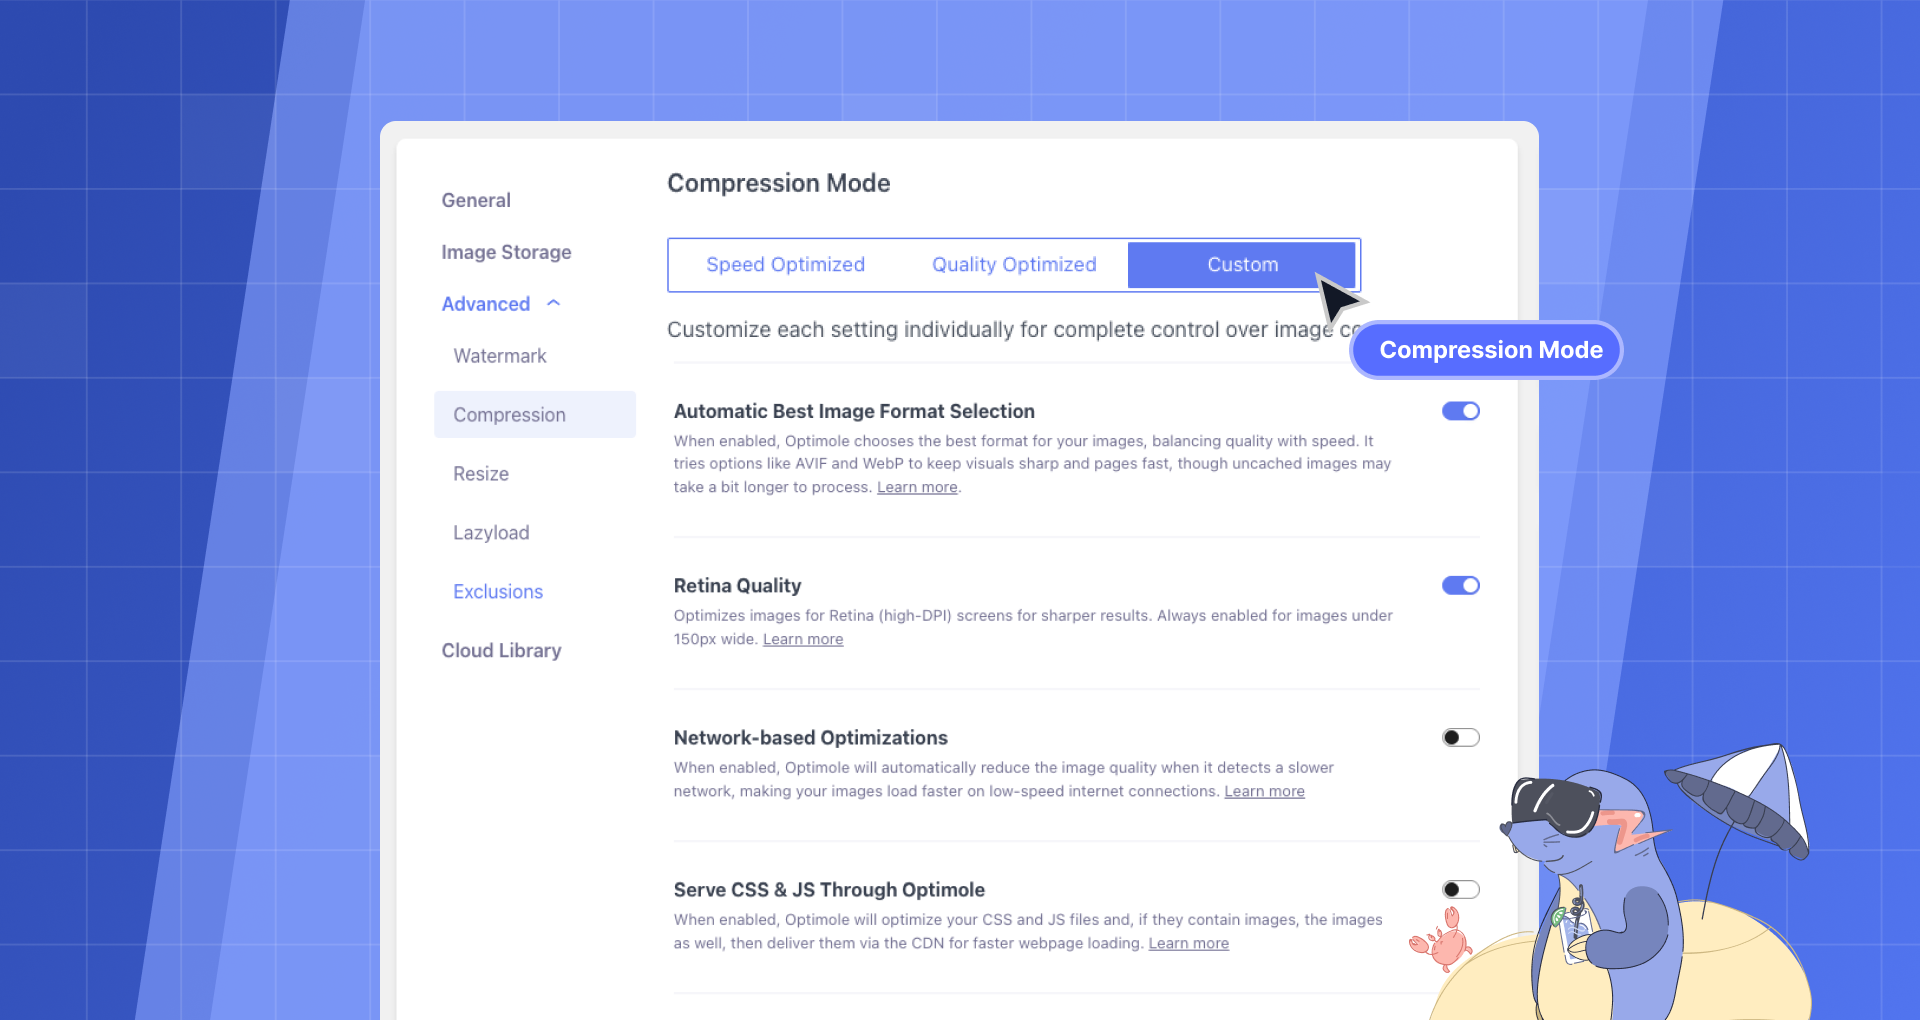 General
Image Storage
Advanced
Watermark
Compression
Resize
Lazyload
Exclusions
Cloud Library
Compression Mode
Speed Optimized
Quality Optimized
Custom
Customize each setting individually for complete control over image
Compression Mode
Automatic Best Image Format Selection
When enabled, Optimole chooses the best format for your images, balancing quality with speed. It
tries options like AVIF and WebP to keep visuals sharp and pages fast, though uncached images may
take a bit longer to process. Learn more.
Retina Quality
Optimizes images for Retina (high-DPI) screens for sharper results. Always enabled for images under
150px wide. Learn more
Network-based Optimizations
When enabled, Optimole will automatically reduce the image quality when it detects a slower
network, making your images load faster on low-speed internet connections. Learn more
Serve CSS & JS Through Optimole
When enabled, Optimole will optimize your CSS and JS files and, if they contain images, the images
as well, then deliver them via the CDN for faster webpage loading. Learn more